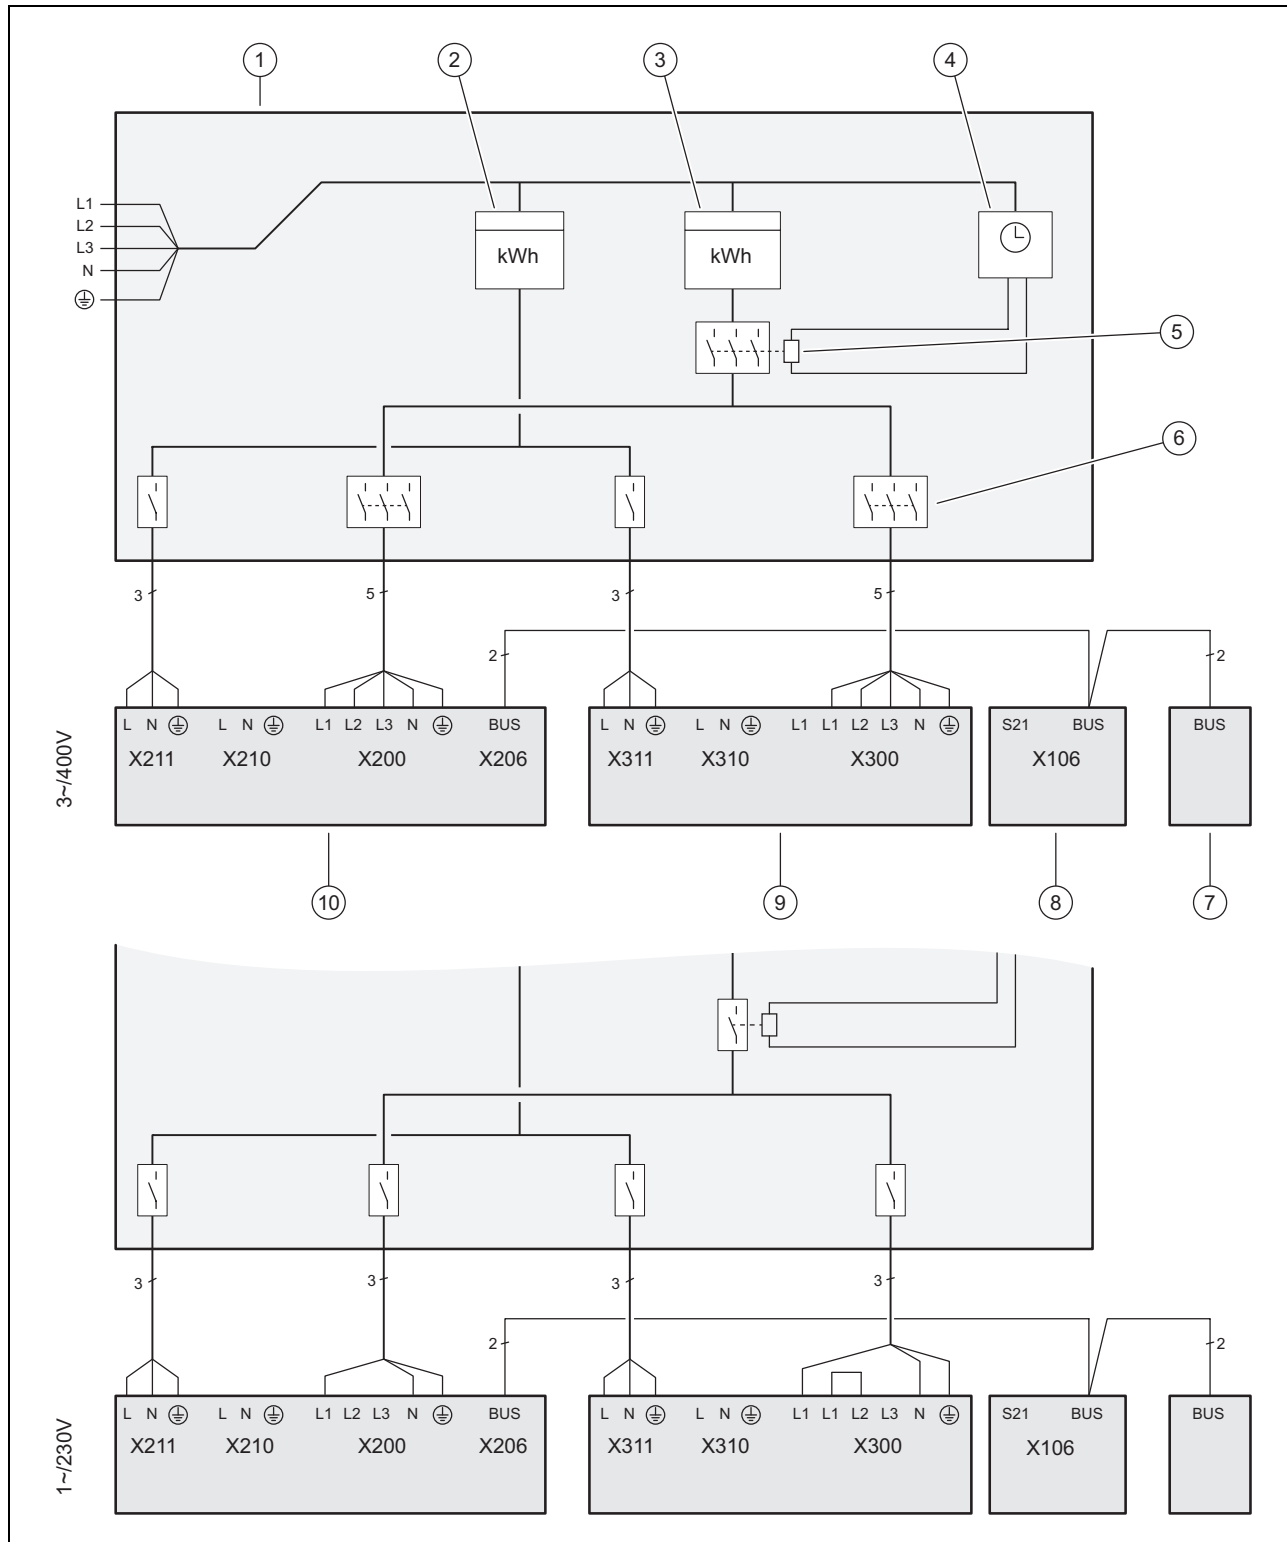 1 2 3 4
L1
L2
L3
N
kWh kWh
5
6
3 5 3 5
2 2
3~/400V
L N L N L1 L2 L3 N BUS
X211 X210 X200 X206
L N L N L1 L1 L2 L3 N
X311 X310 X300
S21 BUS
X106
BUS
10 9 8 7
3 3 3 3
2 2
1~/230V
L N L N L1 L2 L3 N BUS
X211 X210 X200 X206
L N L N L1 L1 L2 L3 N
X311 X310 X300
S21 BUS
X106
BUS